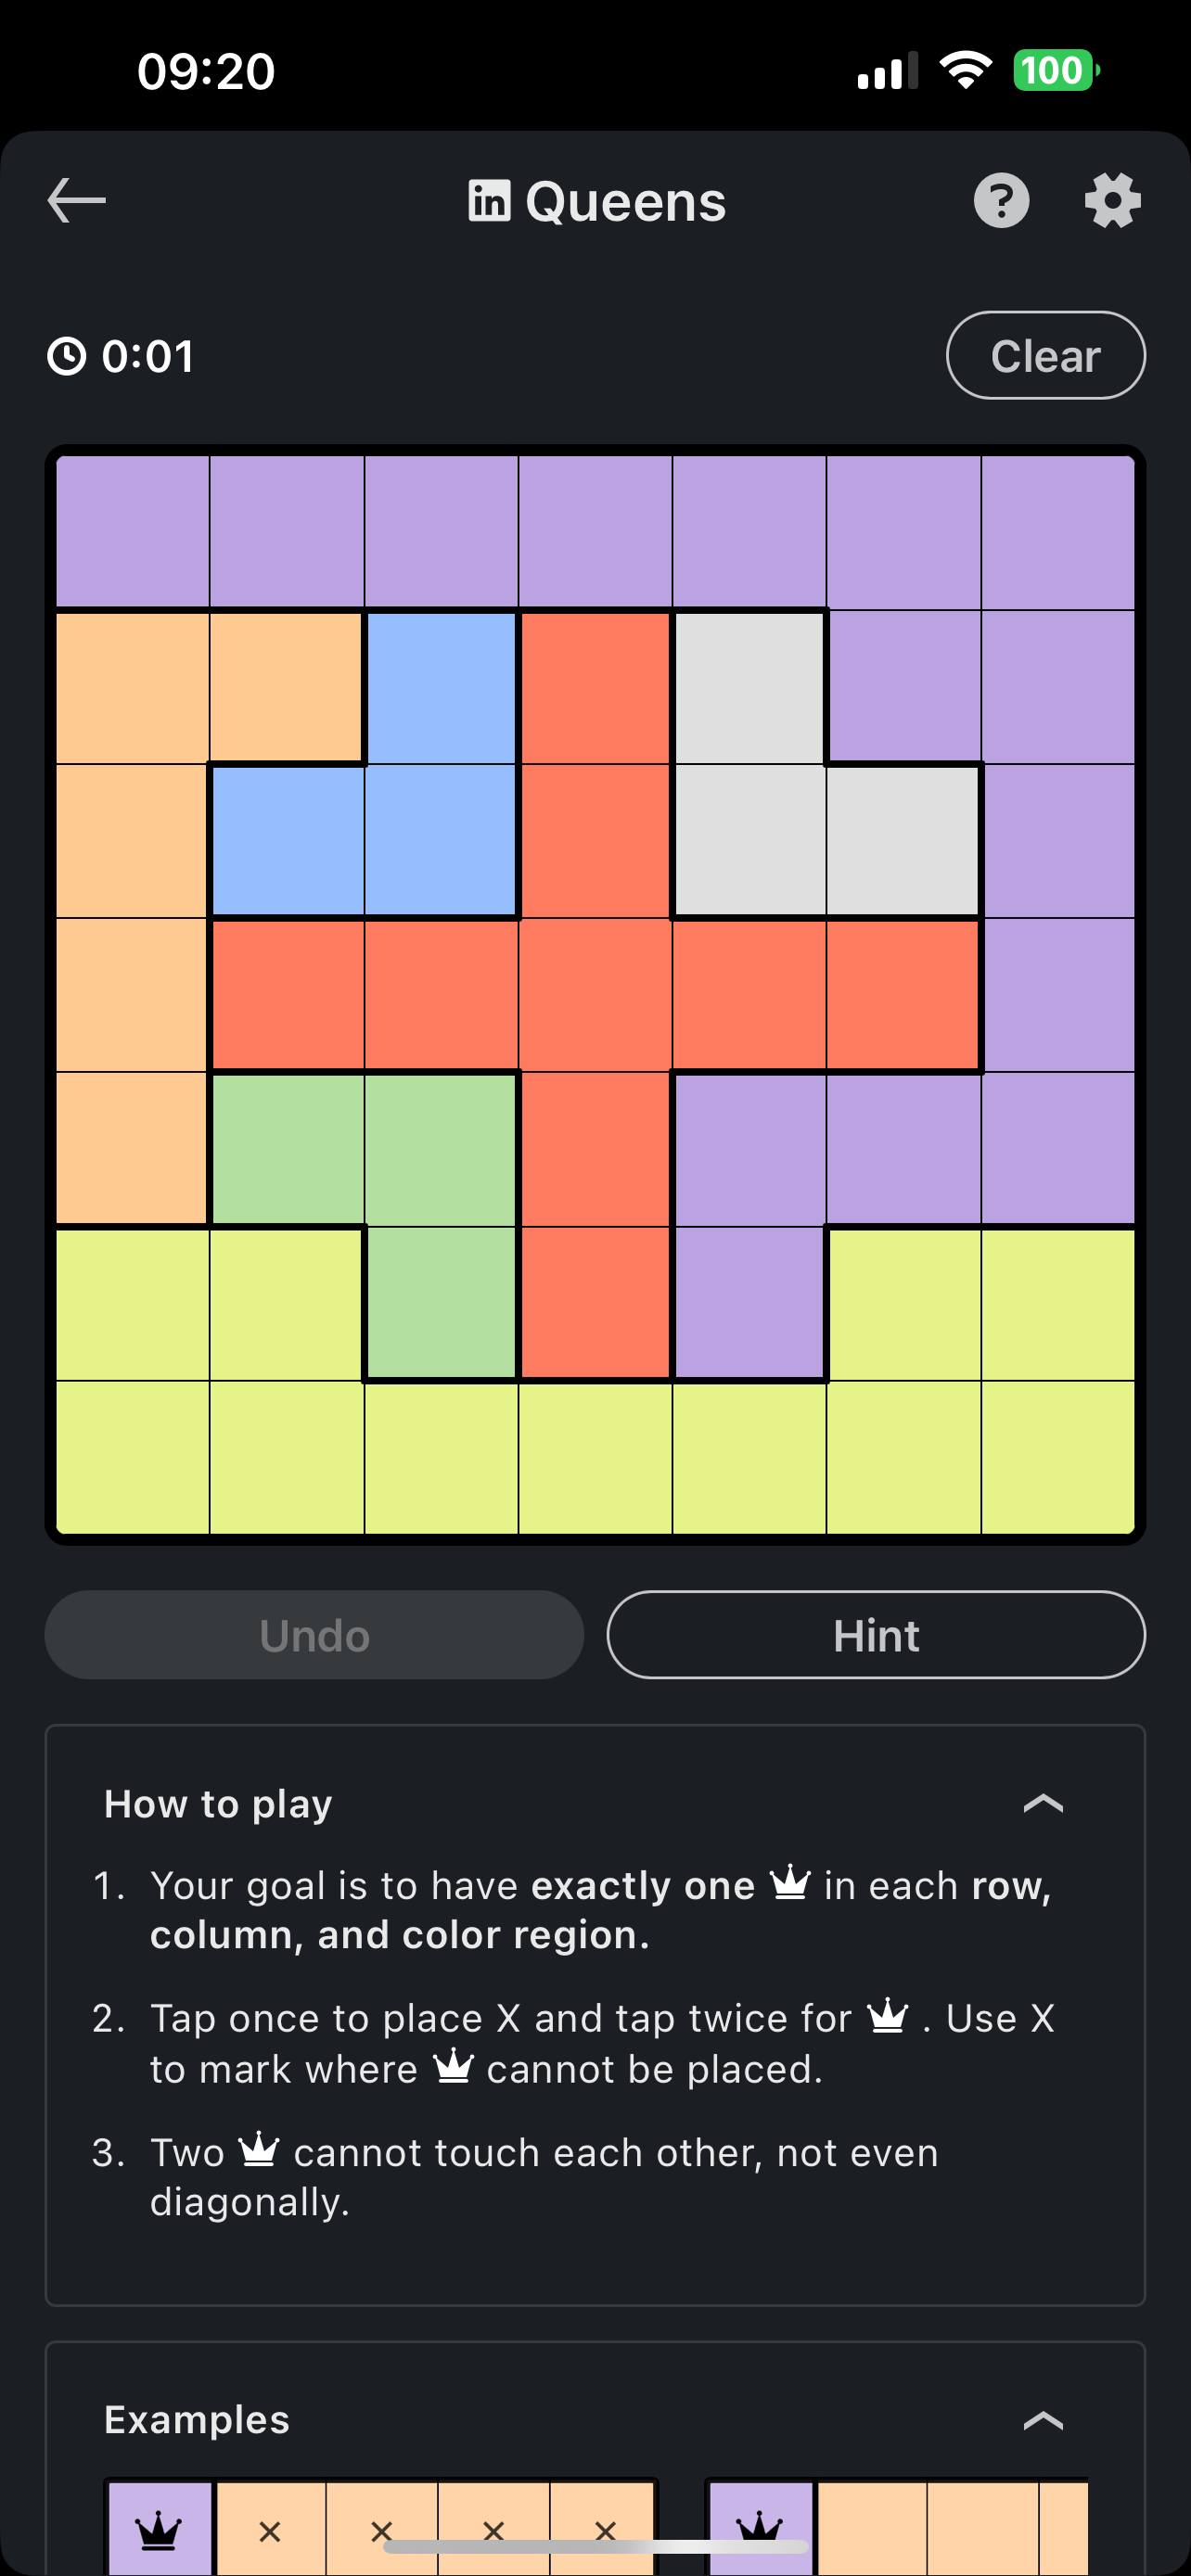 09:20
100
in Queens
?
0:01
Clear
Undo
Hint
How to play
1. Your goal is to have exactly one in each row,
column, and color region.
2. Tap once to place X and tap twice for . Use X
to mark where cannot be placed.
3. Two cannot touch each other, not even
diagonally.
Examples
× × × ×